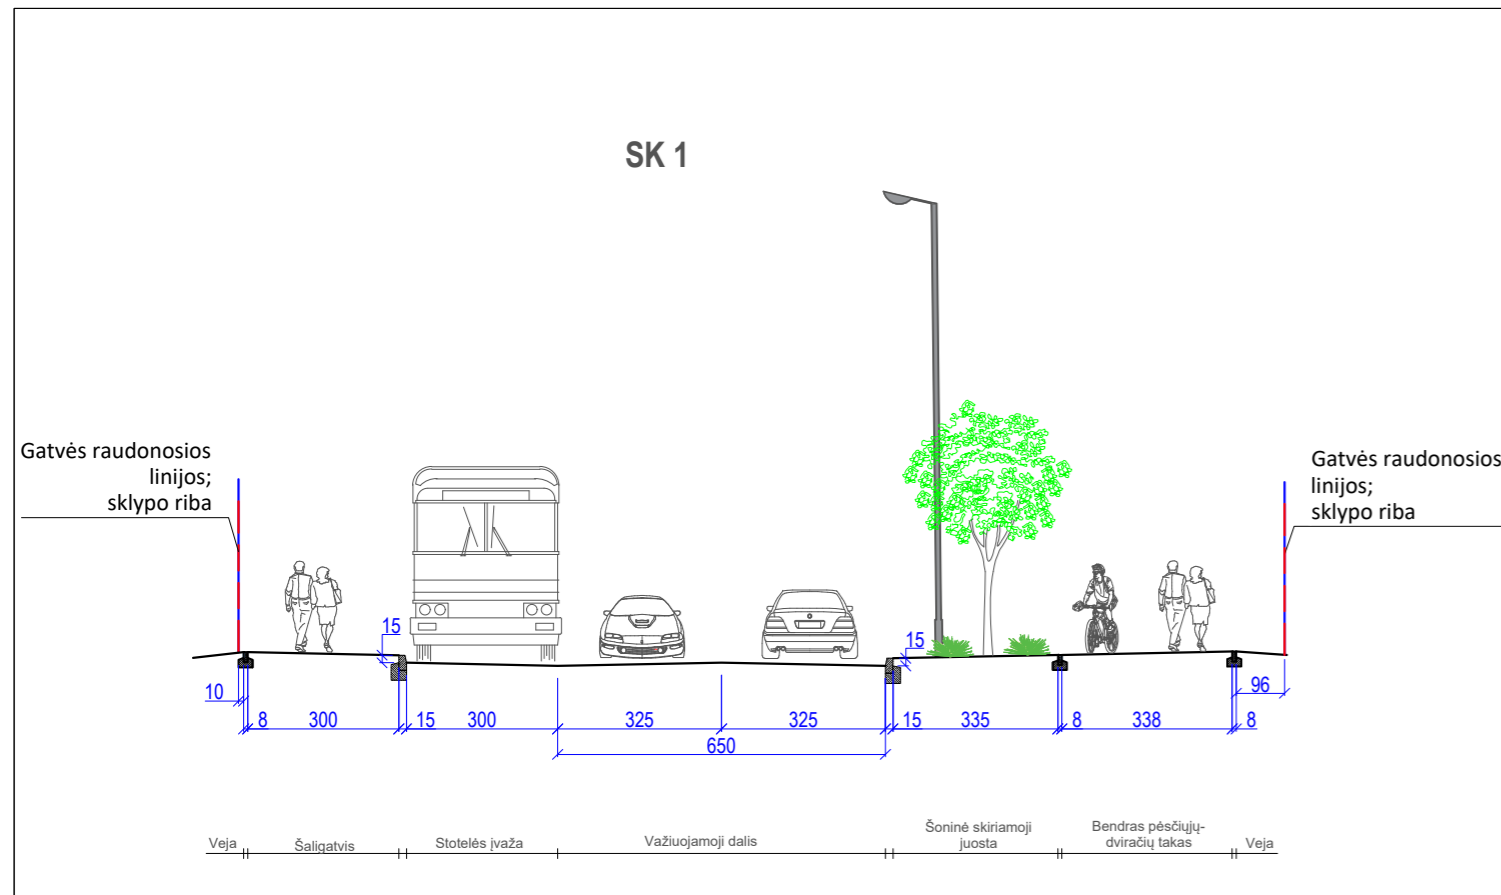 SK 1
Gatvės raudonosios
linijos;
sklypo riba
Gatvės raudonosios
linijos;
sklypo riba
15
15
10
96
8 300 15 300 325 325 15 335 8 338 8
650
Veja Šaligatvis Stotelės įvaža Važiuojamoji dalis Šoninė skiriamoji
juosta Bendras pėsčiųjų-
dviračių takas Veja